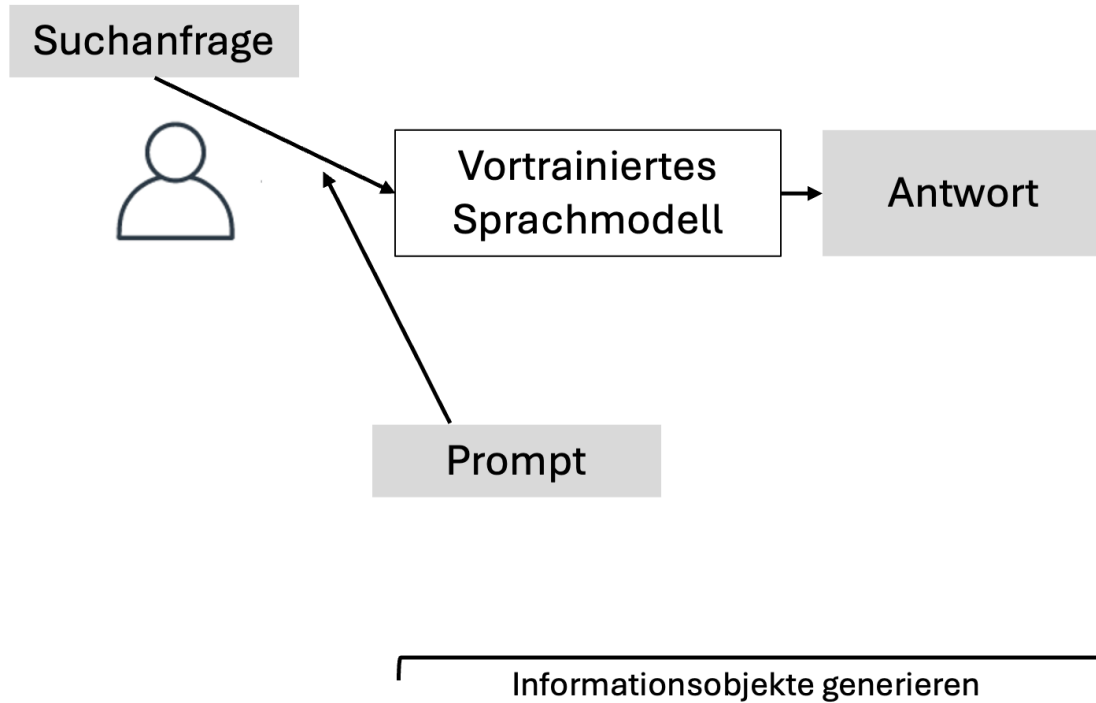 Suchanfrage
Vortrainiertes
Sprachmodell
Antwort
Prompt
Informationsobjekte generieren